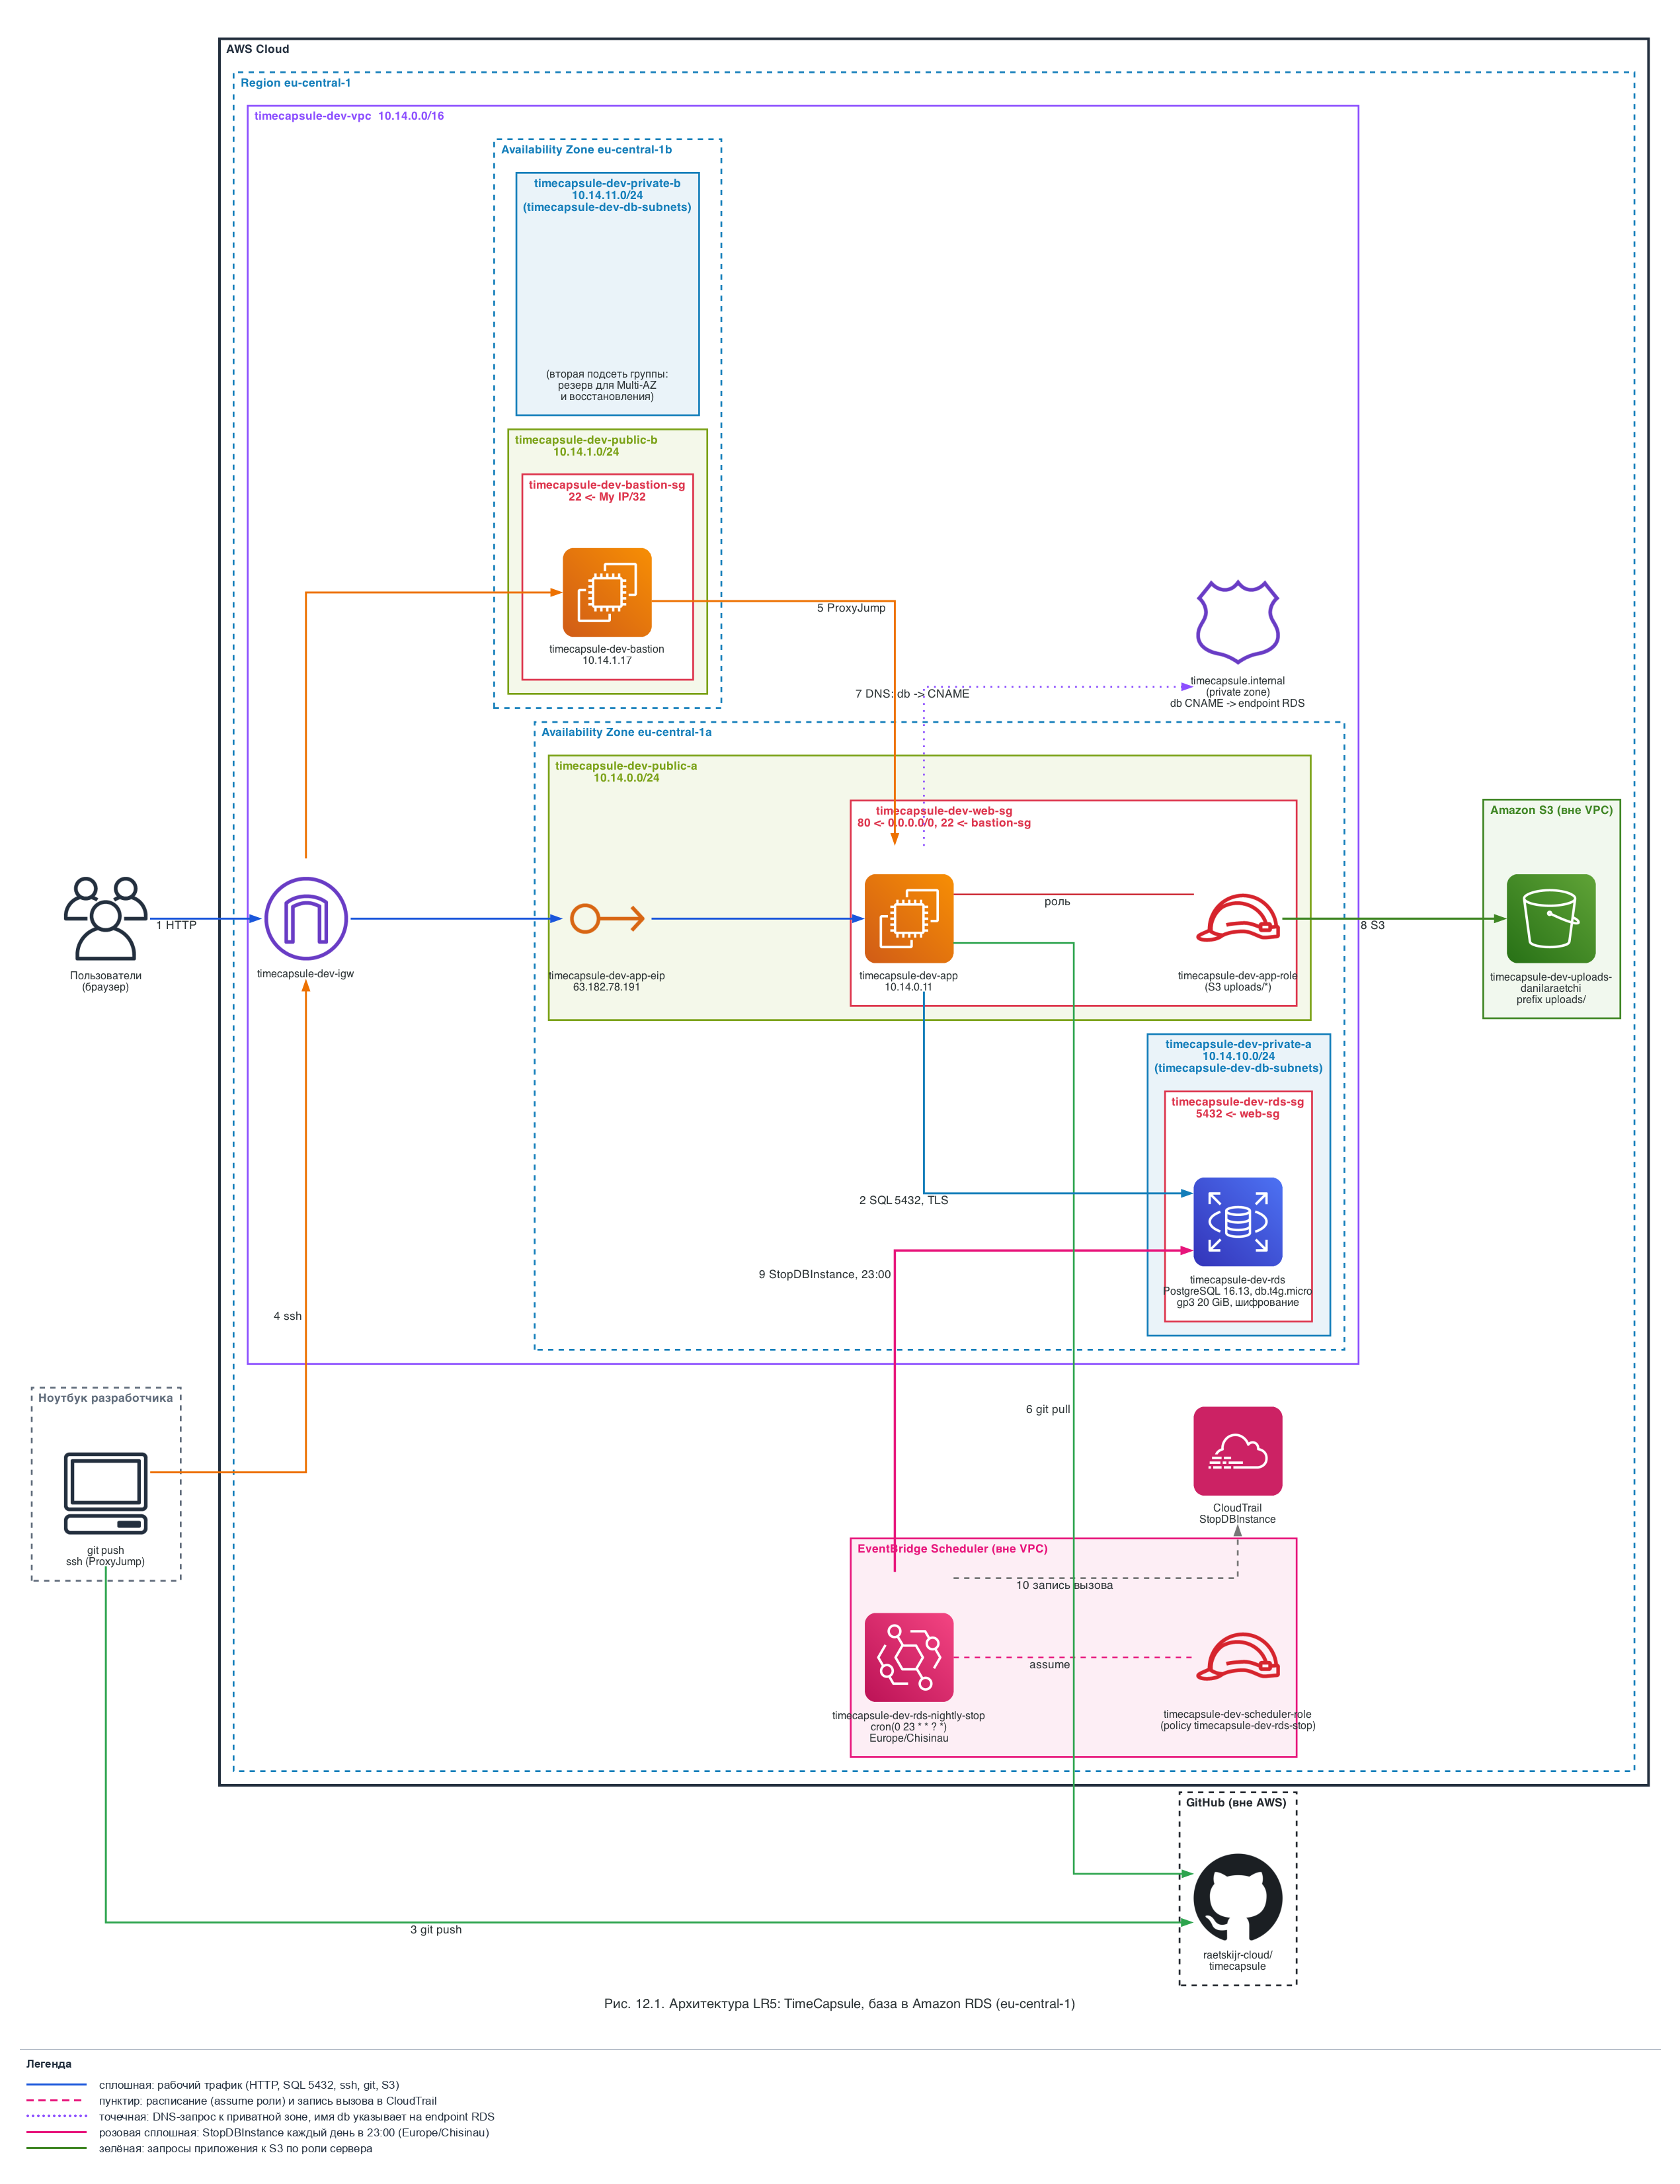 AWS Cloud
Region eu-central-1
timecapsule-dev-vpc  10.14.0.0/16
Availability Zone eu-central-1b
timecapsule-dev-private-b
10.14.11.0/24
(timecapsule-dev-db-subnets)
(вторая подсеть группы:
резерв для Multi-AZ
и восстановления)
timecapsule-dev-public-b
10.14.1.0/24
timecapsule-dev-bastion-sg
22 <- My IP/32
timecapsule-dev-bastion
10.14.1.17
5 ProxyJump
timecapsule.internal
(private zone)
db CNAME -> endpoint RDS
7 DNS: db -> CNAME
Availability Zone eu-central-1a
timecapsule-dev-public-a
10.14.0.0/24
timecapsule-dev-web-sg
80 <- 0.0.0.0/0, 22 <- bastion-sg
Amazon S3 (вне VPC)
роль
1 HTTP
8 S3
Пользователи
(браузер)
timecapsule-dev-igw
timecapsule-dev-app-eip
63.182.78.191
timecapsule-dev-app
10.14.0.11
timecapsule-dev-app-role
(S3 uploads/*)
timecapsule-dev-uploads-
danilaraetchi
prefix uploads/
timecapsule-dev-private-a
10.14.10.0/24
(timecapsule-dev-db-subnets)
timecapsule-dev-rds-sg
5432 <- web-sg
2 SQL 5432, TLS
9 StopDBInstance, 23:00
timecapsule-dev-rds
PostgreSQL 16.13, db.t4g.micro
gp3 20 GiB, шифрование
4 ssh
Ноутбук разработчика
6 git pull
CloudTrail
StopDBInstance
git push
ssh (ProxyJump)
EventBridge Scheduler (вне VPC)
10 запись вызова
assume
timecapsule-dev-rds-nightly-stop
cron(0 23 * * ? *)
Europe/Chisinau
timecapsule-dev-scheduler-role
(policy timecapsule-dev-rds-stop)
GitHub (вне AWS)
3 git push
raetskijr-cloud/
timecapsule
Рис. 12.1. Архитектура LR5: TimeCapsule, база в Amazon RDS (eu-central-1)
Легенда
сплошная: рабочий трафик (HTTP, SQL 5432, ssh, git, S3)
пунктир: расписание (assume роли) и запись вызова в CloudTrail
точечная: DNS-запрос к приватной зоне, имя db указывает на endpoint RDS
розовая сплошная: StopDBInstance каждый день в 23:00 (Europe/Chisinau)
зелёная: запросы приложения к S3 по роли сервера